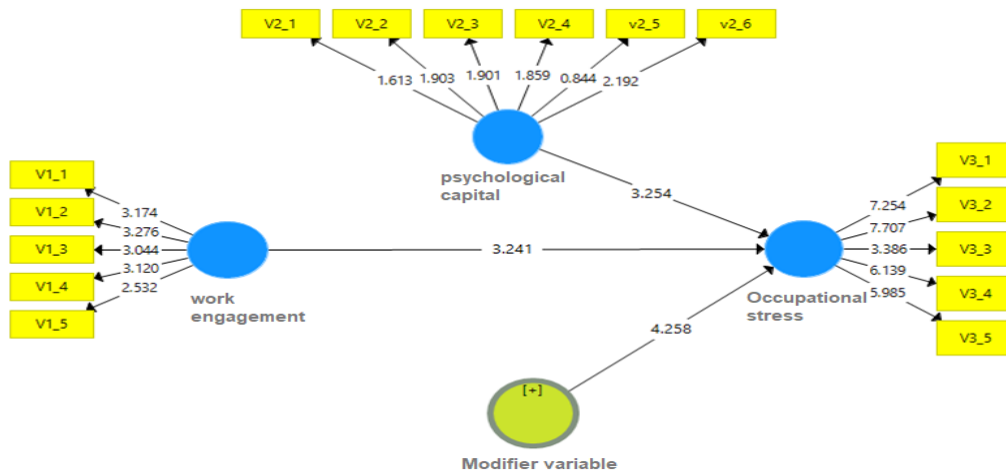 V2_1 V2_2 V2_3 V2_4 v2_5 v2_6
1.613 1.903 1.901 1.859 0.844 2.192
psychological
capital
V1_1
V1_2
V1_3
V1_4
V1_5
3.174
3.276
3.044
3.120
2.532
work
engagement
3.254
3.241
4.258
V3_1
V3_2
V3_3
V3_4
V3_5
7.254
7.707
3.386
6.139
5.985
Occupational
stress
[+]
Modifier variable